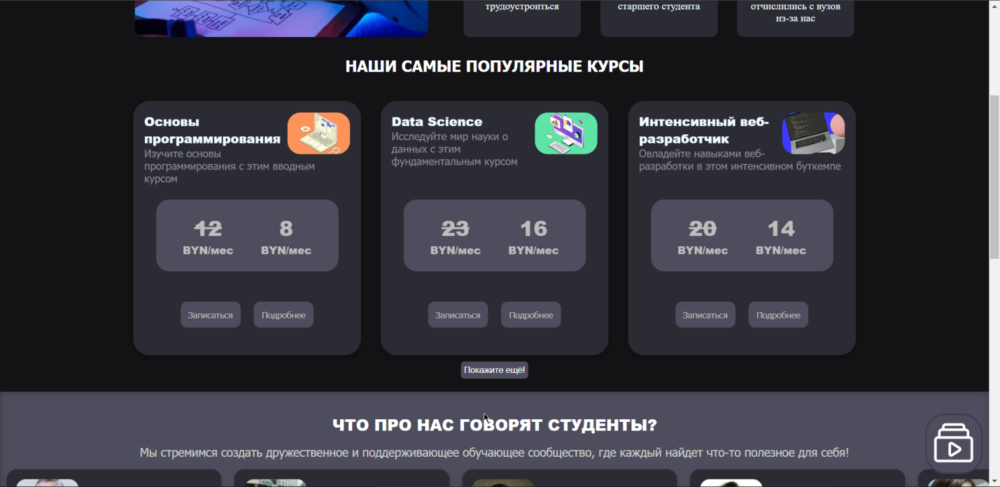 трудоустроиться
старшего студента
отчислились с вузов
из-за нас
НАШИ САМЫЕ ПОПУЛЯРНЫЕ КУРСЫ
Основы
программирования
Изучите основы
программирования с этим вводным
курсом
12
8
BYN/мес
BYN/мес
Записаться
Подробнее
Data Science
Исследуйте мир науки о
данных с этим
фундаментальным курсом
23
16
BYN/мес
BYN/мес
Записаться
Подробнее
Интенсивный веб-
разработчик
Овладейте навыками веб-
разработки в этом интенсивном буткемпе
20
14
BYN/мес
BYN/мес
Записаться
Подробнее
Покажите ещё!
ЧТО ПРО НАС ГОВОРЯТ СТУДЕНТЫ?
Мы стремимся создать дружественное и поддерживающее обучающее сообщество, где каждый найдет что-то полезное для себя!